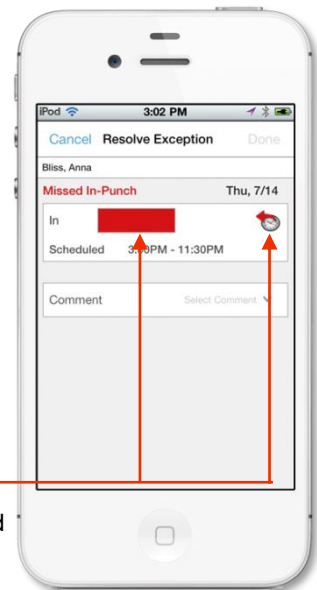 iPod 3:02 PM
Cancel Resolve Exception Done
Bliss, Anna
Missed In-Punch Thu, 7/14
In
Scheduled PM - 11:30PM
Comment Select Comment